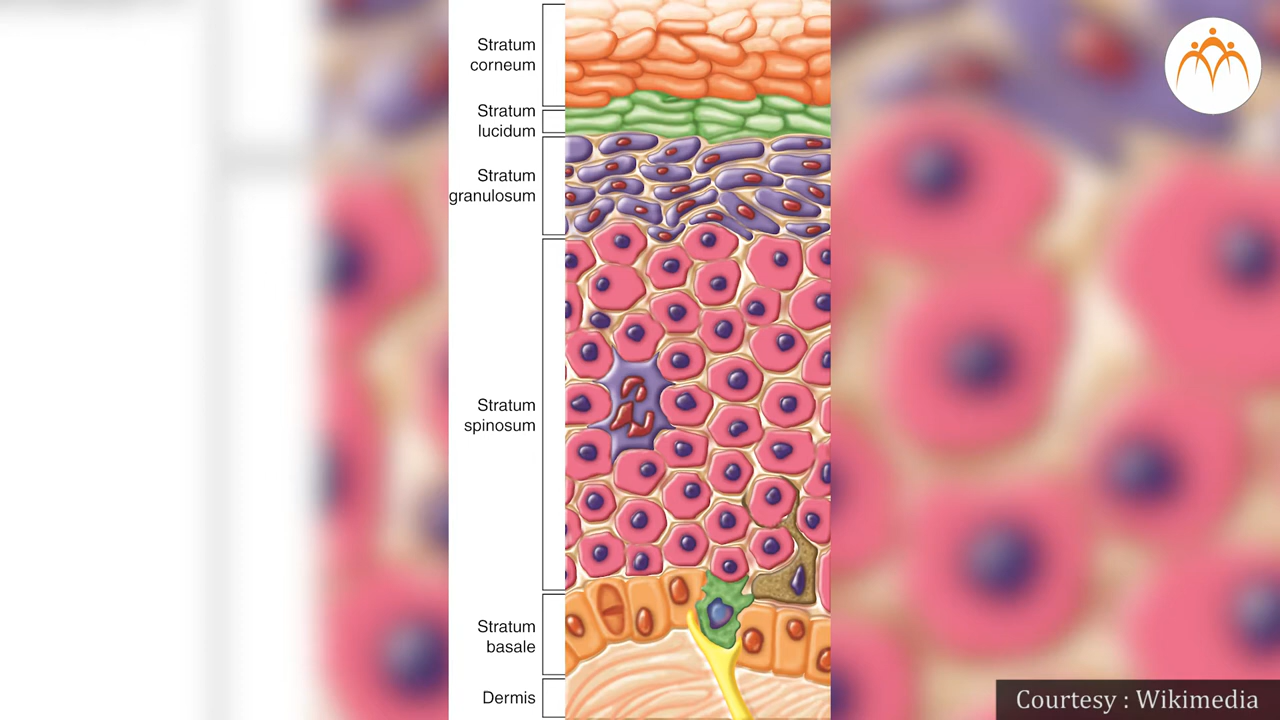 Stratum
corneum
Stratum
lucidum
Stratum
granulosum
Stratum
spinosum
Stratum
basale
Dermis
Courtesy : Wikimedia